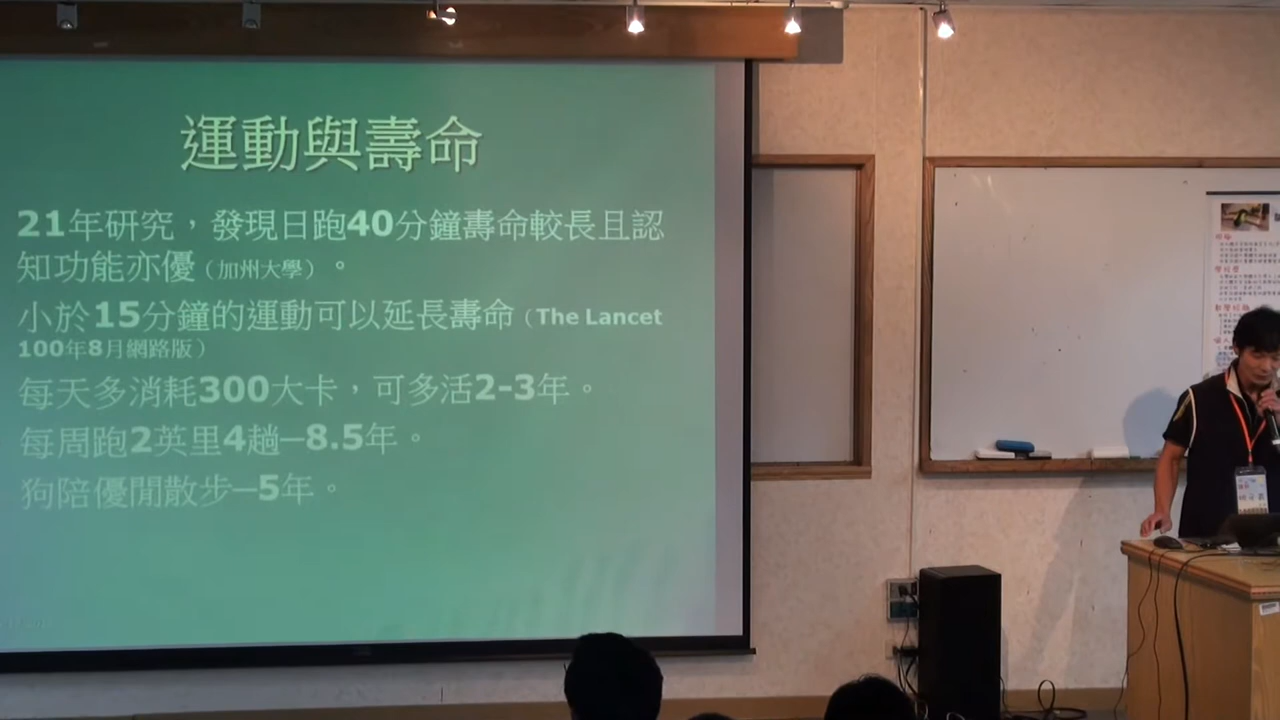 運動與壽命
21年研究，發現日跑40分鐘壽命較長且認
知功能亦優（加州大學）。
小於15分鐘的運動可以延長壽命（The Lancet
100年8月網路版）
每天多消耗300大卡，可多活2-3年。
每周跑2英里4趟─8.5年。
狗陪優閒散步─5年。